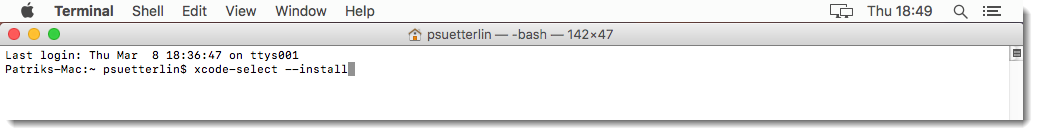 Terminal Shell Edit View Window Help Thu 18:49
psuetterlin — -bash — 142×47
Last login: Thu Mar  8 18:36:47 on ttys001
Patriks-Mac:~ psuetterlin$ xcode-select --install